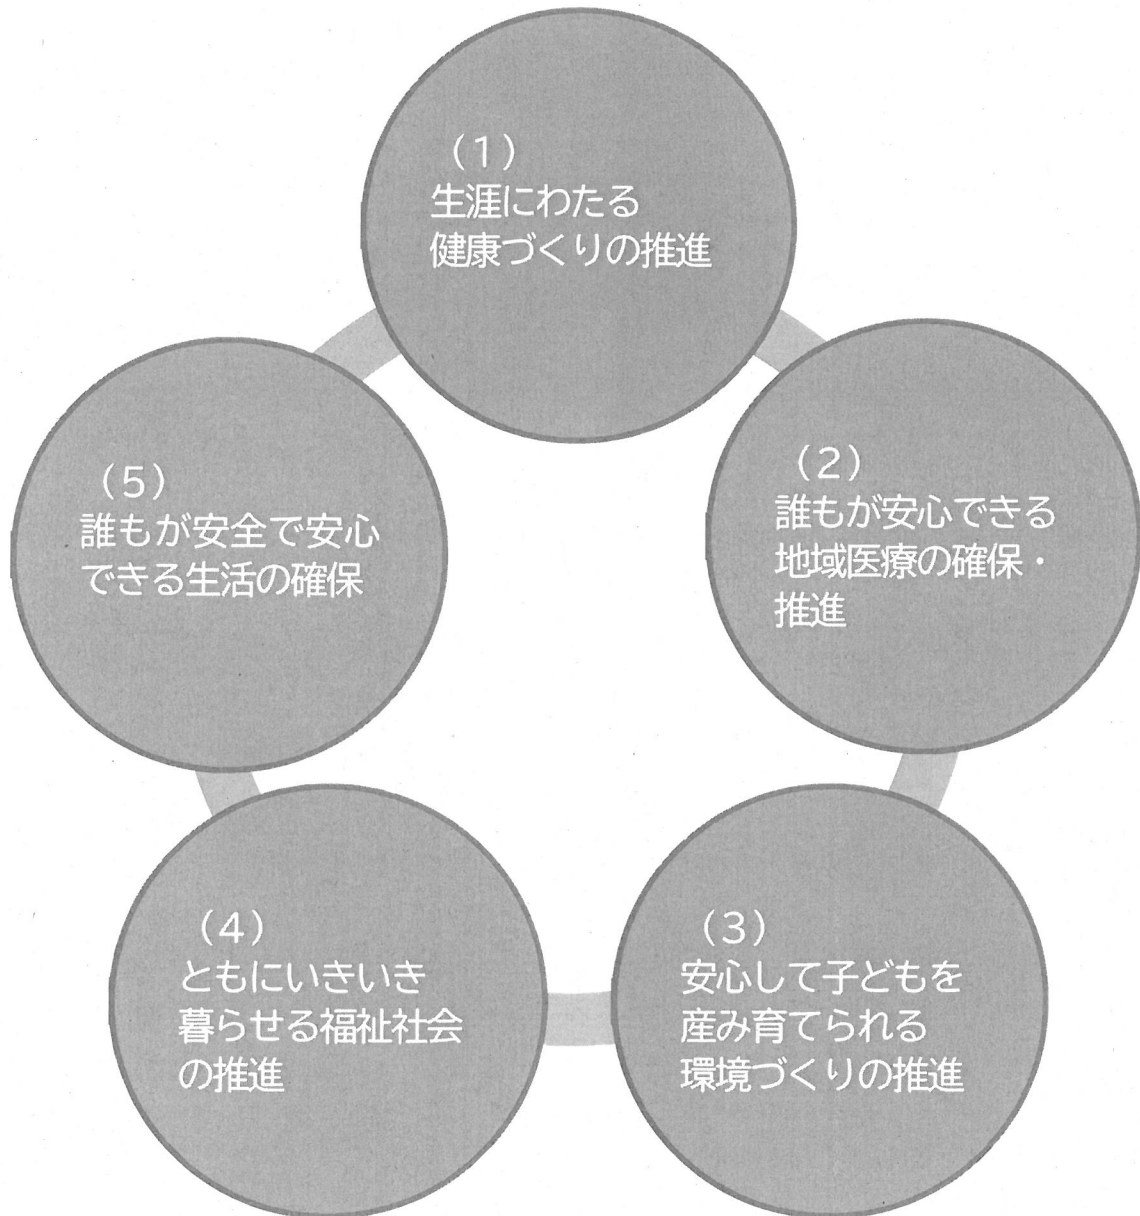 （1）
生涯にわたる
健康づくりの推進
（2）
誰もが安心できる
地域医療の確保・
推進
（3）
安心して子どもを
産み育てられる
環境づくりの推進
（4）
ともにいきいき
暮らせる福祉社会
の推進
（5）
誰もが安全で安心
できる生活の確保